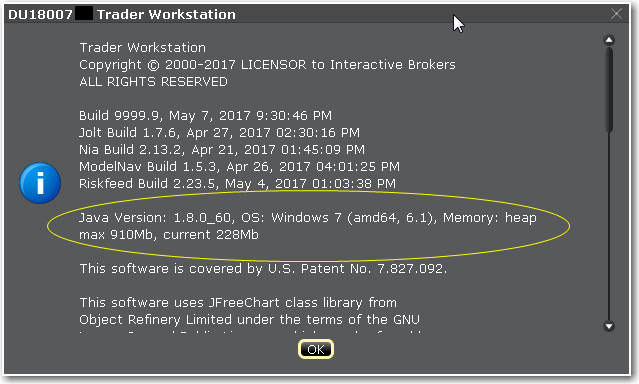 DU18007 Trader Workstation
Trader Workstation
Copyright © 2000-2017 LICENSOR to Interactive Brokers
ALL RIGHTS RESERVED
Build 9999.9, May 7, 2017 9:30:46 PM
Jolt Build 1.7.6, Apr 27, 2017 02:30:16 PM
Nia Build 2.13.2, Apr 21, 2017 01:45:09 PM
ModelNav Build 1.5.3, Apr 26, 2017 04:01:25 PM
Riskfeed Build 2.23.5, May 4, 2017 01:03:38 PM
Java Version: 1.8.0_60, OS: Windows 7 (amd64, 6.1), Memory: heap
max 910Mb, current 228Mb
This software is covered by U.S. Patent No. 7.827.092.
This software uses JFreeChart class library from
Object Refinery Limited under the terms of the GNU
OK